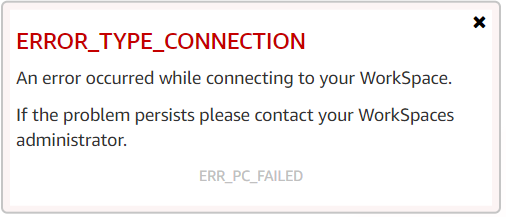 ERROR_TYPE_CONNECTION
An error occurred while connecting to your WorkSpace.
If the problem persists please contact your WorkSpaces
administrator.
ERR_PC_FAILED